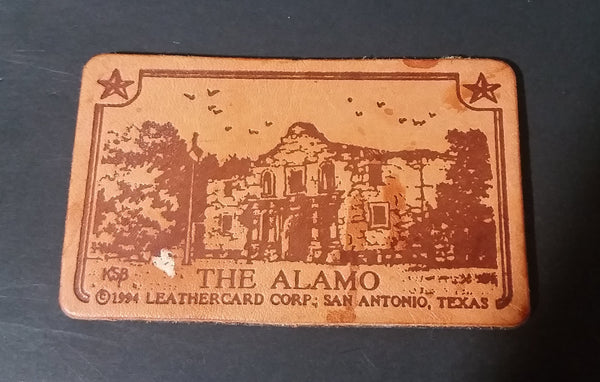 KSB
THE ALAMO
©1994 LEATHERCARD CORP.; SAN ANTONIO, TEXAS